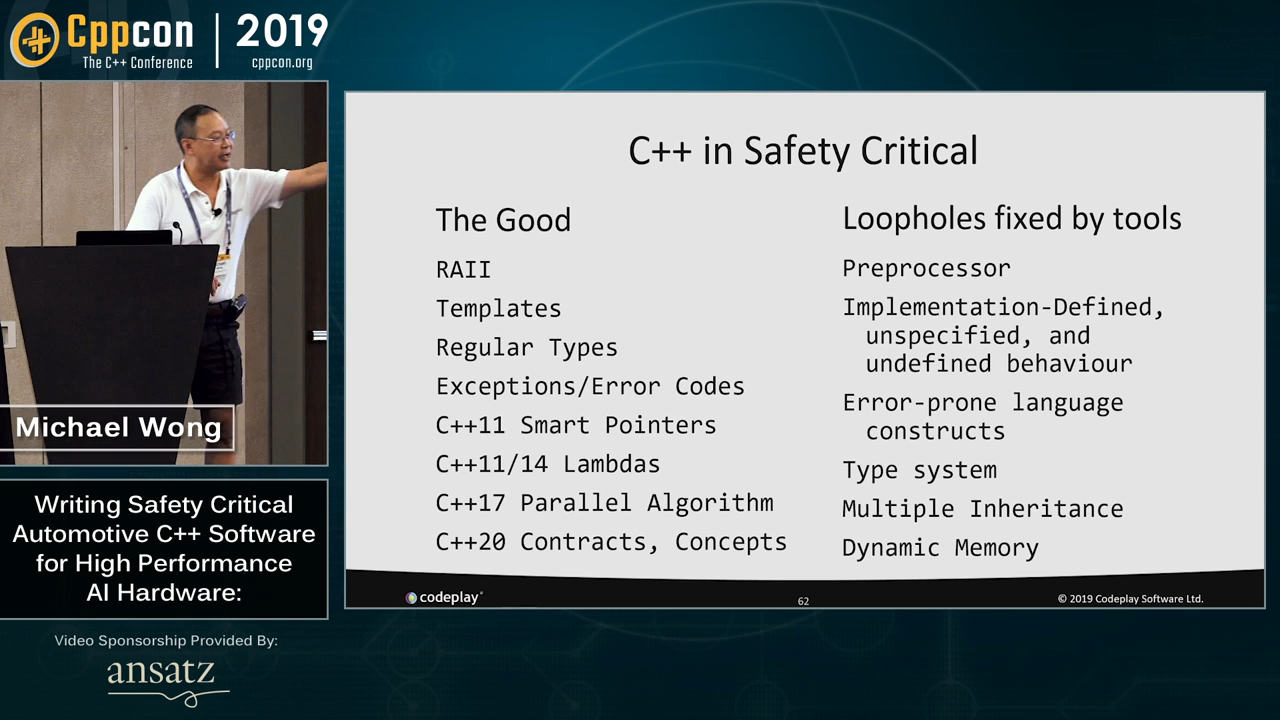 Cppcon
The C++ Conference
2019
cppcon.org
Michael Wong
Writing Safety Critical
Automotive C++ Software
for High Performance
AI Hardware:
Video Sponsorship Provided By:
ansatz
C++ in Safety Critical
The Good
RAII
Templates
Regular Types
Exceptions/Error Codes
C++11 Smart Pointers
C++11/14 Lambdas
C++17 Parallel Algorithm
C++20 Contracts, Concepts
Loopholes fixed by tools
Preprocessor
Implementation-Defined,
unspecified, and
undefined behaviour
Error-prone language
constructs
Type system
Multiple Inheritance
Dynamic Memory
codeplay®
62
© 2019 Codeplay Software Ltd.